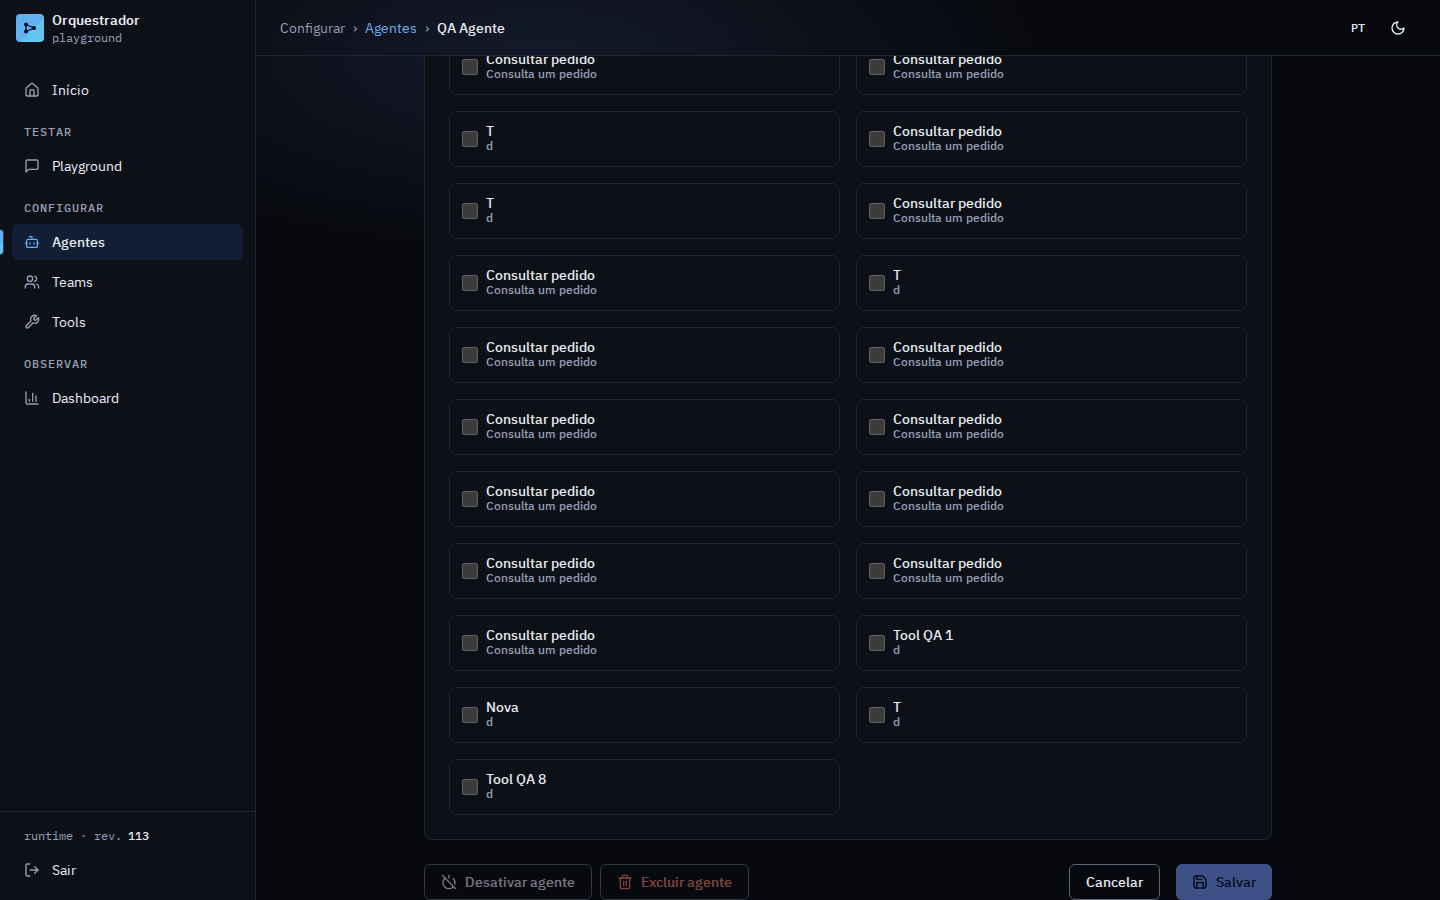 Orquestrador
playground
Início
TESTAR
Playground
CONFIGURAR
Agentes
Teams
Tools
OBSERVAR
Dashboard
runtime · rev. 113
Sair
Configurar › Agentes › QA Agente
PT
Consultar pedido
Consulta um pedido
Consultar pedido
Consulta um pedido
T
d
Consultar pedido
Consulta um pedido
T
d
Consultar pedido
Consulta um pedido
Consultar pedido
Consulta um pedido
T
d
Consultar pedido
Consulta um pedido
Consultar pedido
Consulta um pedido
Consultar pedido
Consulta um pedido
Consultar pedido
Consulta um pedido
Consultar pedido
Consulta um pedido
Consultar pedido
Consulta um pedido
Consultar pedido
Consulta um pedido
Consultar pedido
Consulta um pedido
Consultar pedido
Consulta um pedido
Tool QA 1
d
Nova
d
T
d
Tool QA 8
d
Desativar agente
Excluir agente
Cancelar
Salvar